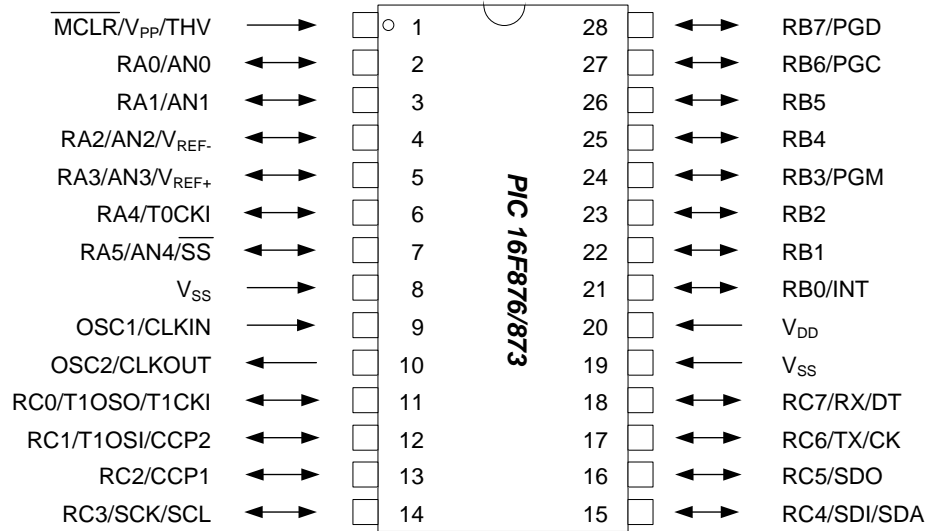 MCLR/VPP/THV 1 28 RB7/PGD
RA0/AN0 2 27 RB6/PGC
RA1/AN1 3 26 RB5
RA2/AN2/VREF- 4 25 RB4
RA3/AN3/VREF+ 5 24 RB3/PGM
RA4/T0CKI 6 23 RB2
RA5/AN4/SS 7 22 RB1
VSS 8 21 RB0/INT
OSC1/CLKIN 9 20 VDD
OSC2/CLKOUT 10 19 VSS
RC0/T1OSO/T1CKI 11 18 RC7/RX/DT
RC1/T1OSI/CCP2 12 17 RC6/TX/CK
RC2/CCP1 13 16 RC5/SDO
RC3/SCK/SCL 14 15 RC4/SDI/SDA
PIC 16F876/873